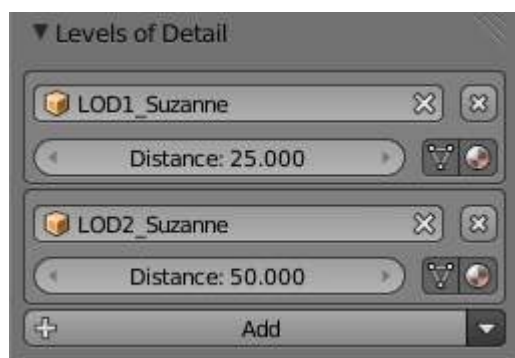 Levels of Detail
LOD1_Suzanne
Distance: 25.000
LOD2_Suzanne
Distance: 50.000
Add